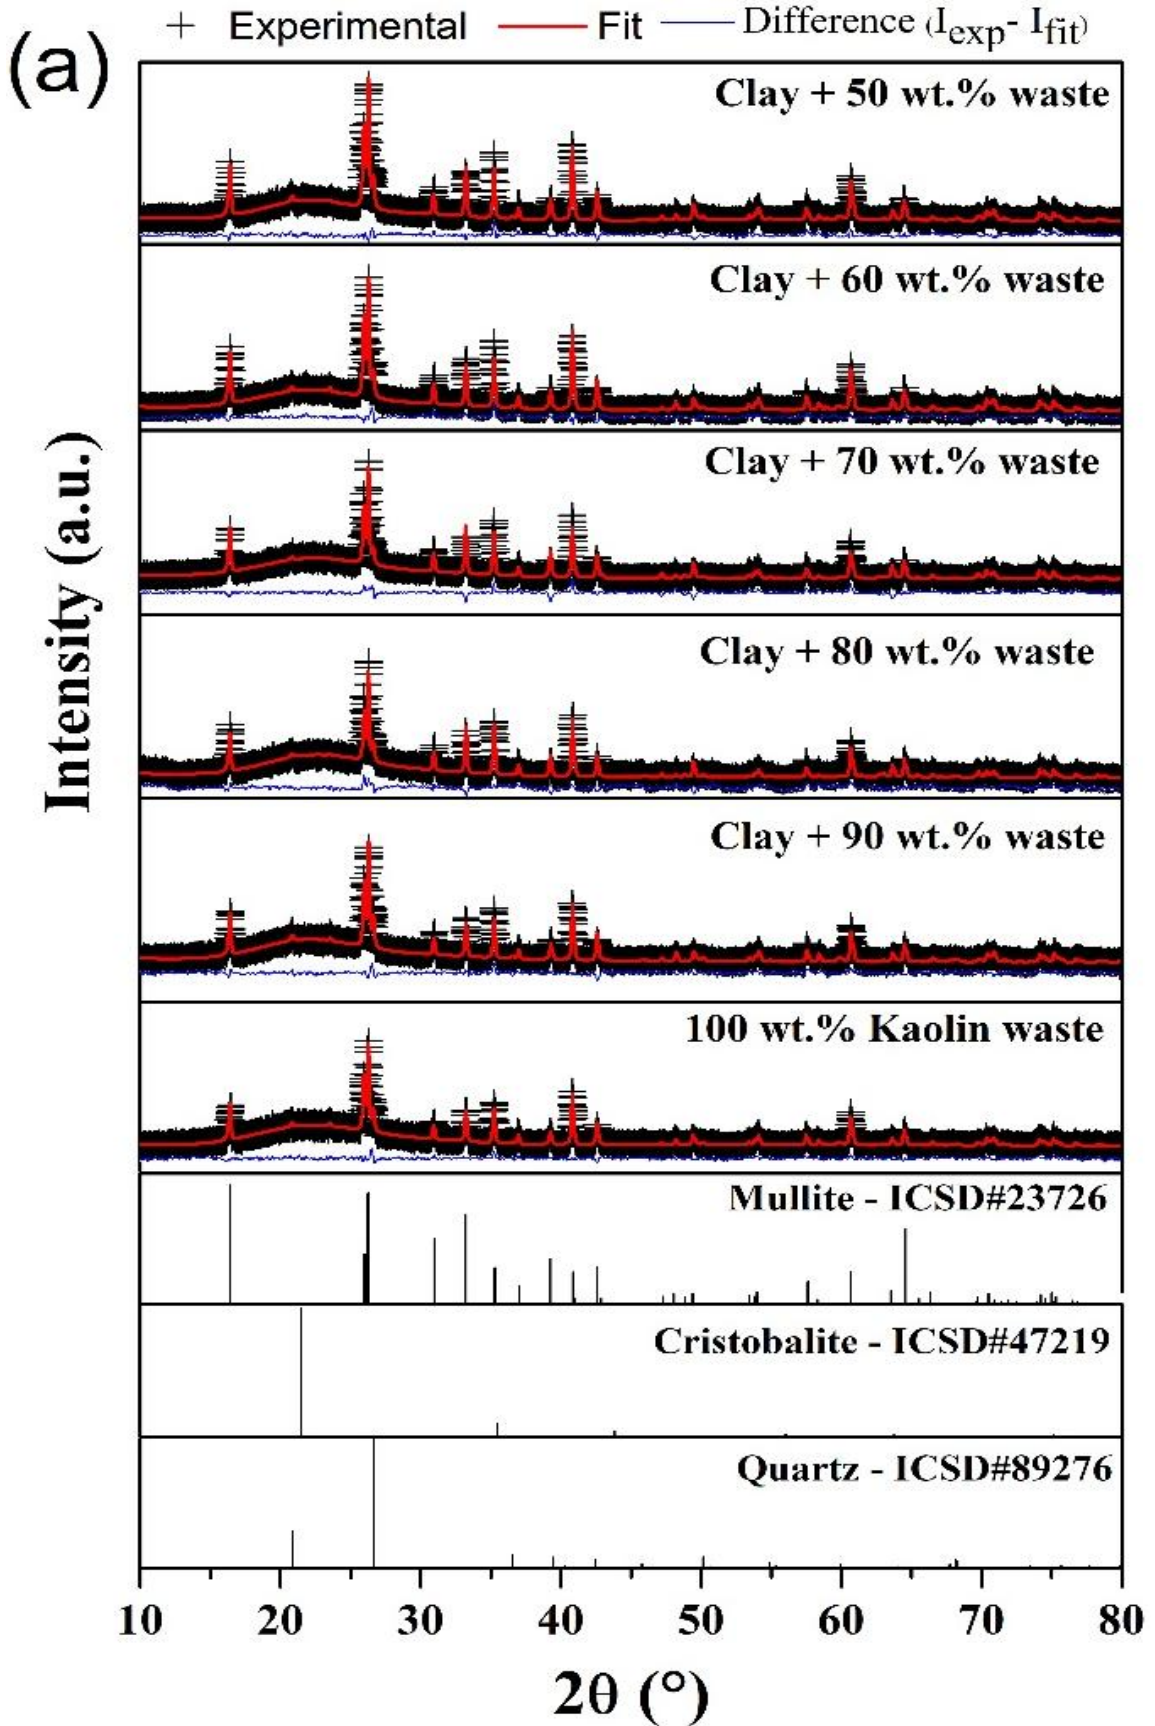 Experimental Fit Difference (Iexp- Ifit)
(a)
Clay + 50 wt.% waste
Clay + 60 wt.% waste
Clay + 70 wt.% waste
Clay + 80 wt.% waste
Clay + 90 wt.% waste
100 wt.% Kaolin waste
Mullite - ICSD#23726
Cristobalite - ICSD#47219
Quartz - ICSD#89276
Intensity (a.u.)
10 20 30 40 50 60 70 80
2θ (°)